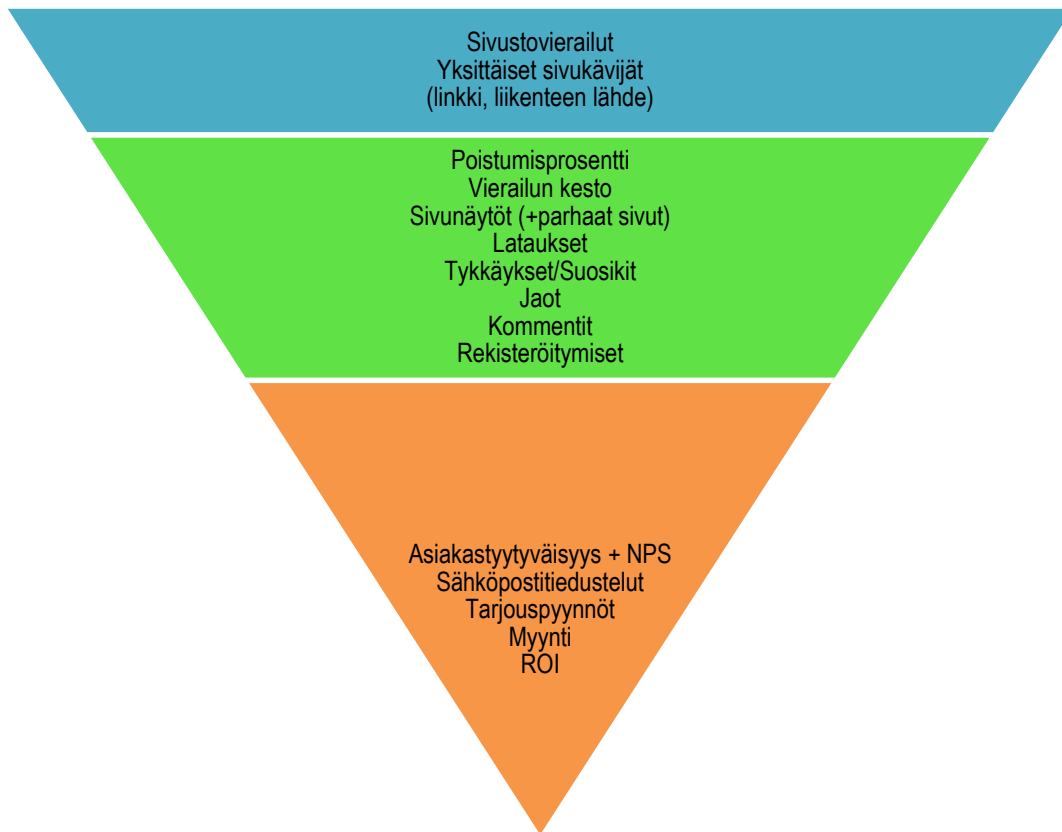 Sivustovierailut
Yksittäiset sivukävijät
(linkki, liikenteen lähde)
Poistumisprosentti
Vierailun kesto
Sivunäytöt (+parhaat sivut)
Lataukset
Tykkäykset/Suosikit
Jaot
Kommentit
Rekisteröitymiset
Asiakastyytyväisyys + NPS
Sähköpostitiedustelut
Tarjouspyynnöt
Myynti
ROI